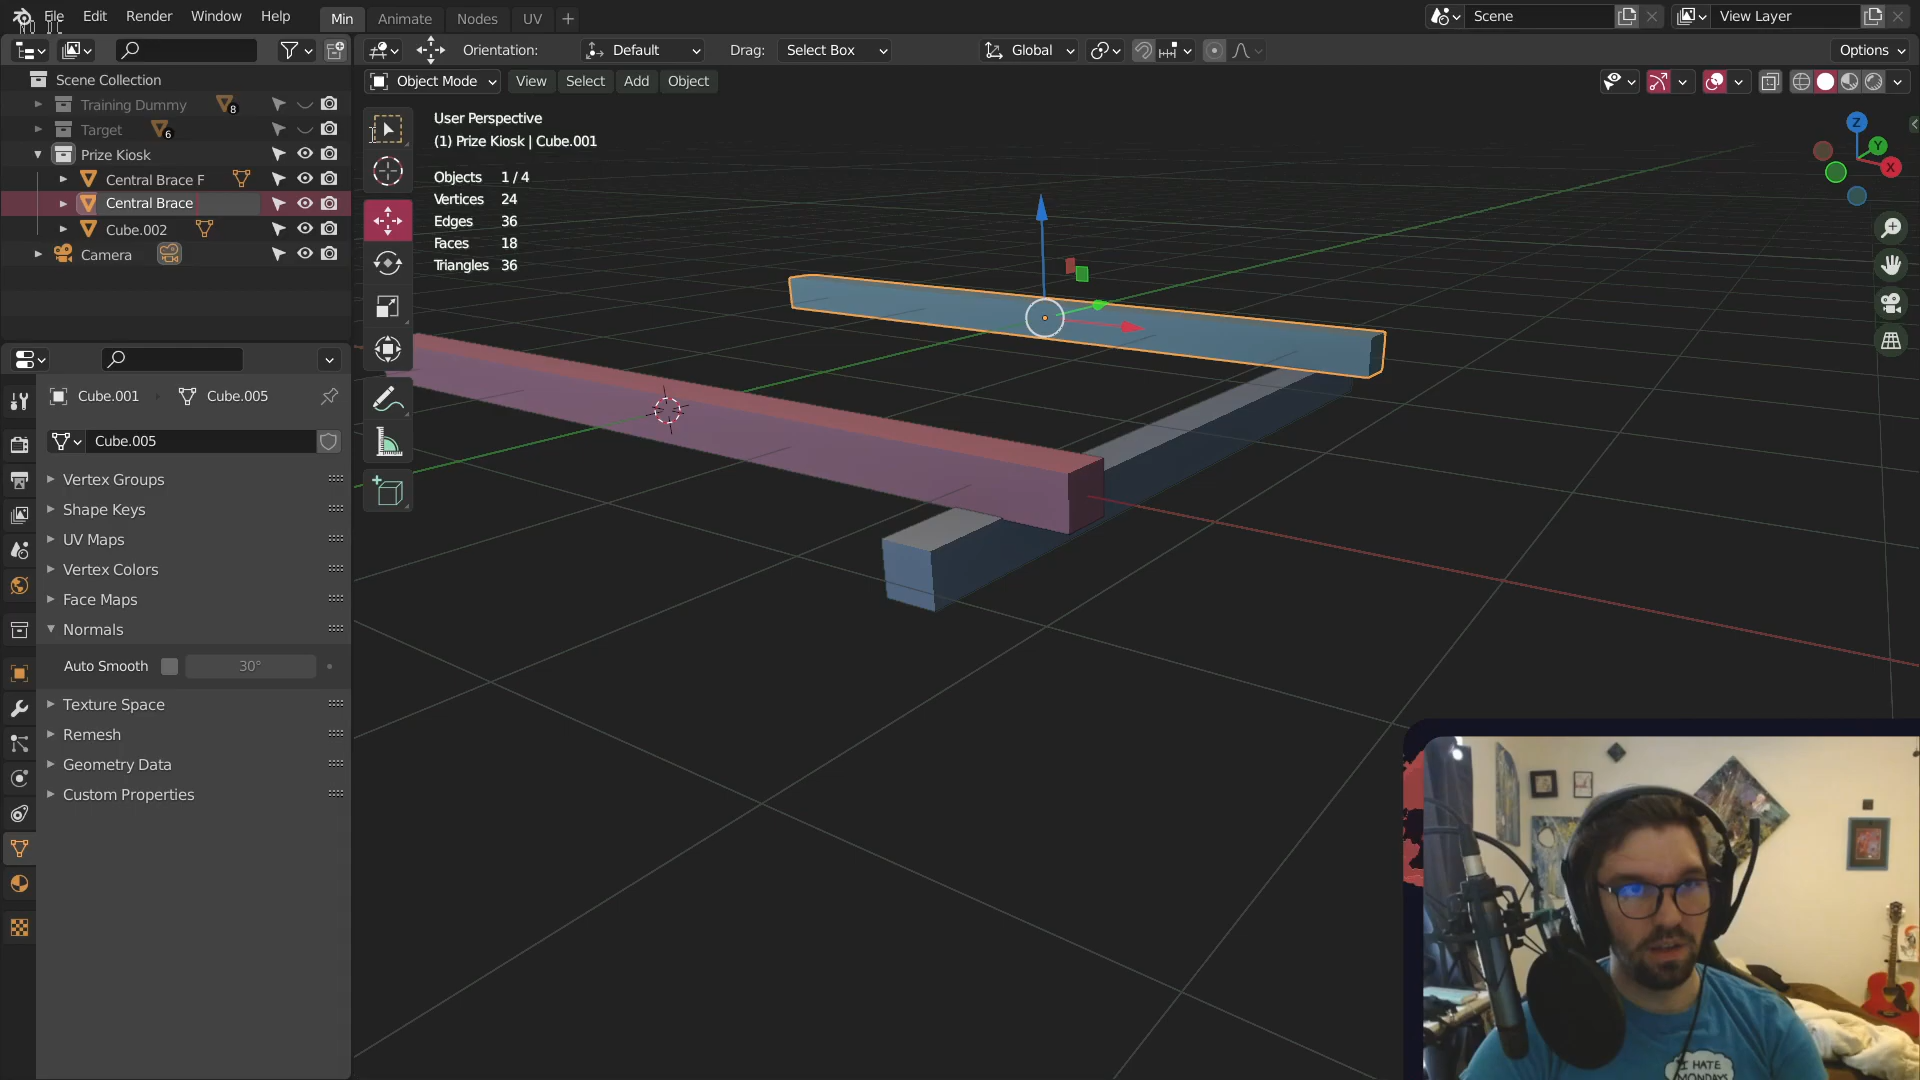 File Edit Render Window Help Min Animate Nodes UV + Scene View Layer
Orientation: Default Drag: Select Box Global Options
Object Mode View Select Add Object
Scene Collection
Training Dummy 8
Target 6
Prize Kiosk
Central Brace F
Central Brace
Cube.002
Camera
User Perspective
(1) Prize Kiosk | Cube.001
Objects 1 / 4
Vertices 24
Edges 36
Faces 18
Triangles 36
Z
Y
X
Cube.001 Cube.005
Cube.005
Vertex Groups
Shape Keys
UV Maps
Vertex Colors
Face Maps
Normals
Auto Smooth 30°
Texture Space
Remesh
Geometry Data
Custom Properties
I HATE
MONDAYS